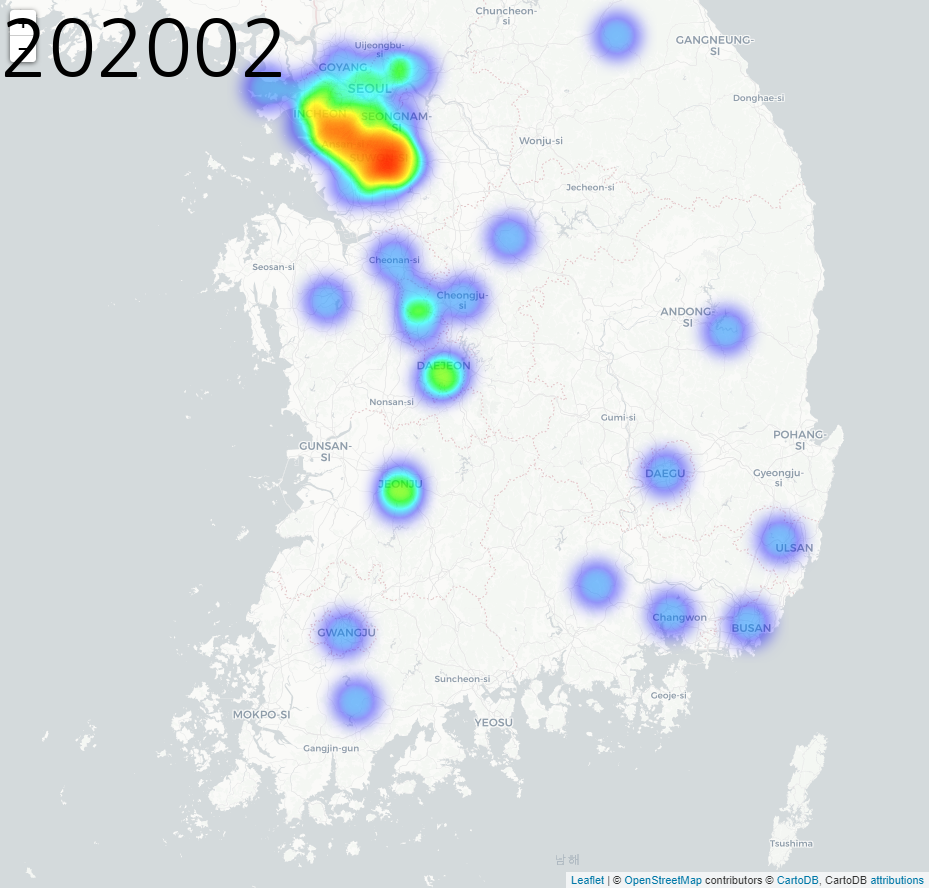 202002
+
−
Chuncheon-
si
GANGNEUNG-
SI
Uijeongbu-
si
GOYANG
SEOUL
Donghae-si
INCHEON
SEONGNAM-
SI
Wonju-si
Jecheon-si
Cheonan-si
Seosan-si
Cheongju-
si
ANDONG-
SI
DAEJEON
Nonsan-si
Gumi-si
POHANG-
SI
GUNSAN-
SI
JEONJU
DAEGU
Gyeongju-
si
ULSAN
Changwon
BUSAN
GWANGJU
Suncheon-si
Geoje-si
MOKPO-SI
YEOSU
Gangjin-gun
Tsushima
남해
Leaflet | © OpenStreetMap contributors © CartoDB, CartoDB attributions